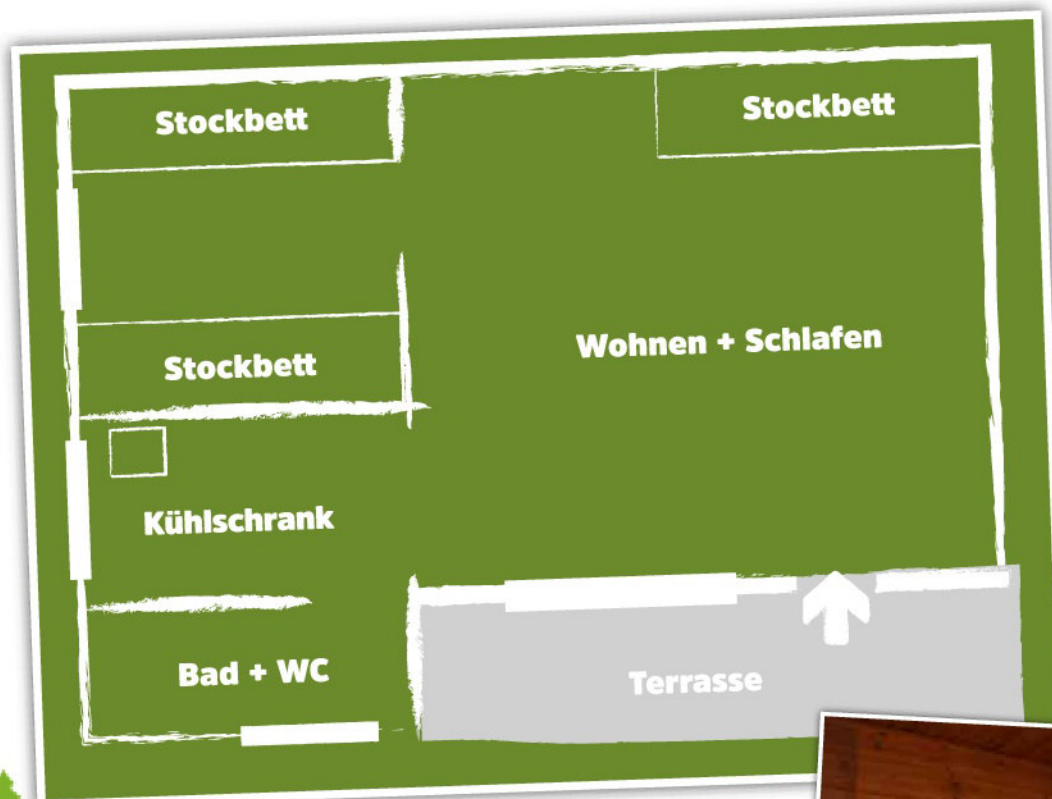 Stockbett
Stockbett
Wohnen + Schlafen
Stockbett
Kühlschrank
Bad + WC
Terrasse